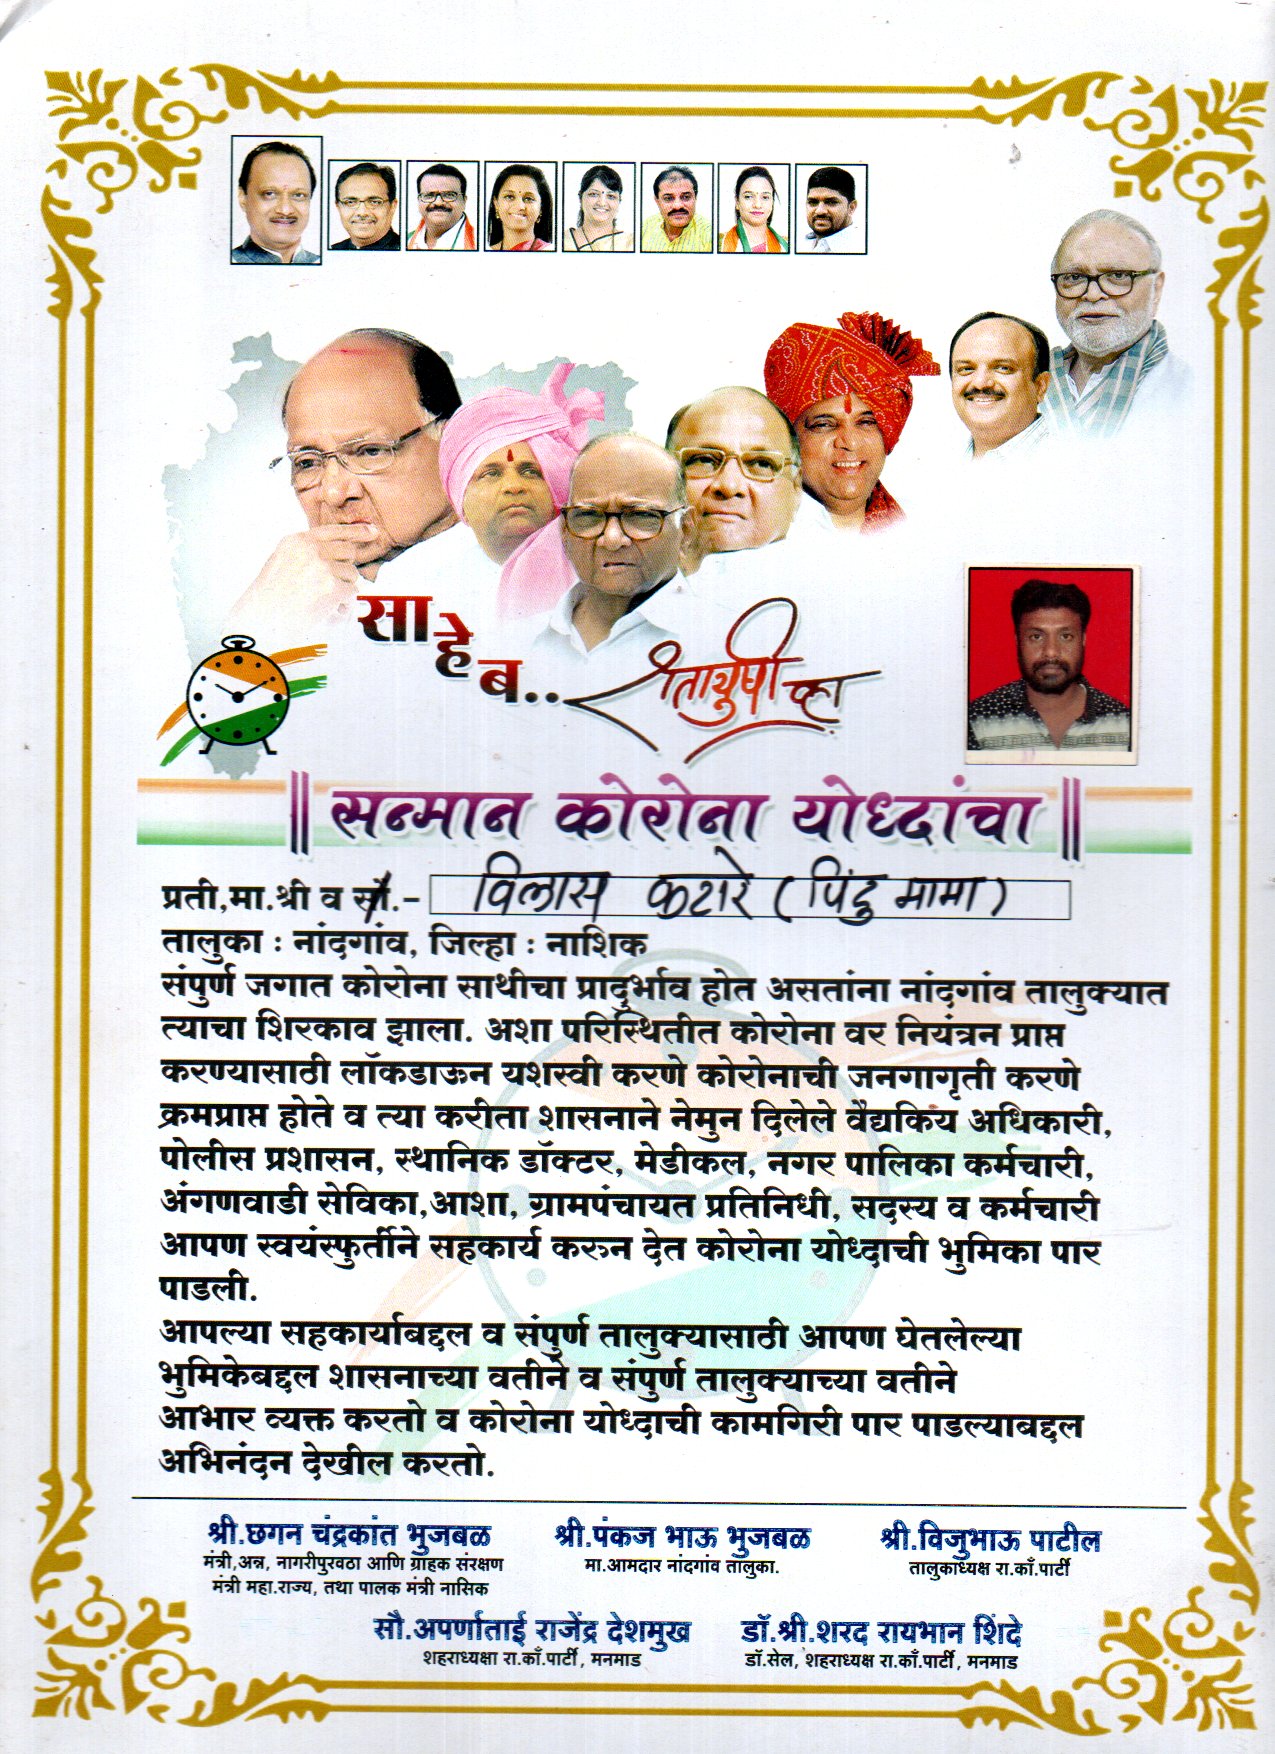 साहेब..
शतायुषी व्हा
|| सन्मान कोरोना योध्दांचा ||
प्रती,मा.श्री व सौ.- विलास कटारे (पिंटु मामा)
तालुका : नांदगांव, जिल्हा : नाशिक
संपुर्ण जगात कोरोना साथीचा प्रादुर्भाव होत असतांना नांदगांव तालुक्यात
त्याचा शिरकाव झाला. अशा परिस्थितीत कोरोना वर नियंत्रन प्राप्त
करण्यासाठी लॉकडाऊन यशस्वी करणे कोरोनाची जनगागृती करणे
क्रमप्राप्त होते व त्या करीता शासनाने नेमुन दिलेले वैद्यकिय अधिकारी,
पोलीस प्रशासन, स्थानिक डॉक्टर, मेडीकल, नगर पालिका कर्मचारी,
अंगणवाडी सेविका,आशा, ग्रामपंचायत प्रतिनिधी, सदस्य व कर्मचारी
आपण स्वयंस्फुर्तीने सहकार्य करुन देत कोरोना योध्दाची भुमिका पार
पाडली.
आपल्या सहकार्याबद्दल व संपुर्ण तालुक्यासाठी आपण घेतलेल्या
भुमिकेबद्दल शासनाच्या वतीने व संपुर्ण तालुक्याच्या वतीने
आभार व्यक्त करतो व कोरोना योध्दाची कामगिरी पार पाडल्याबद्दल
अभिनंदन देखील करतो.
श्री.छगन चंद्रकांत भुजबळ
मंत्री,अन्न, नागरीपुरवठा आणि ग्राहक संरक्षण
मंत्री महा.राज्य, तथा पालक मंत्री नासिक
श्री.पंकज भाऊ भुजबळ
मा.आमदार नांदगांव तालुका.
श्री.विजुभाऊ पाटील
तालुकाध्यक्ष रा.काँ.पार्टी
सौ.अपर्णाताई राजेंद्र देशमुख
शहराध्यक्षा रा.काँ.पार्टी, मनमाड
डॉ.श्री.शरद रायभान शिंदे
डॉ.सेल, शहराध्यक्ष रा.काँ.पार्टी, मनमाड